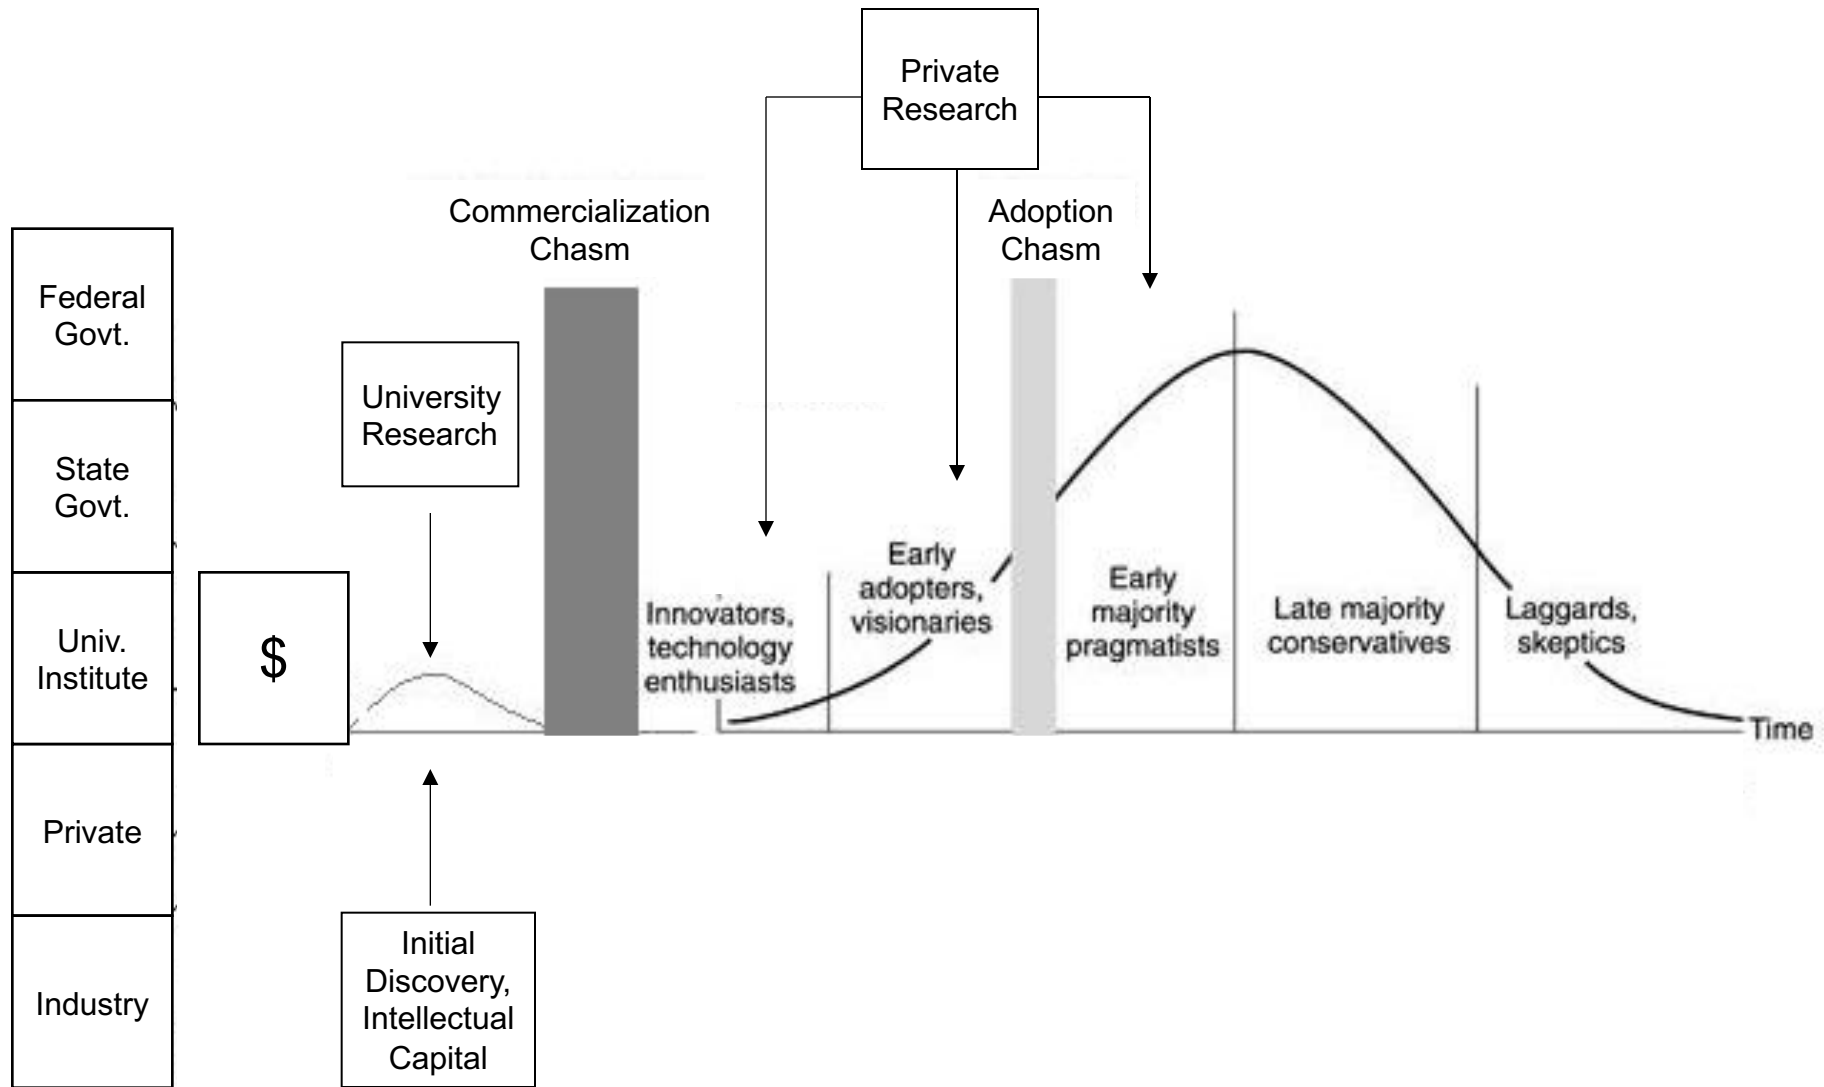 Private
Research
Commercialization
Chasm
Adoption
Chasm
Federal
Govt.
State
Govt.
Univ.
Institute
Private
Industry
$
University
Research
Initial
Discovery,
Intellectual
Capital
Innovators,
technology
enthusiasts
Early
adopters,
visionaries
Early
majority
pragmatists
Late majority
conservatives
Laggards,
skeptics
Time